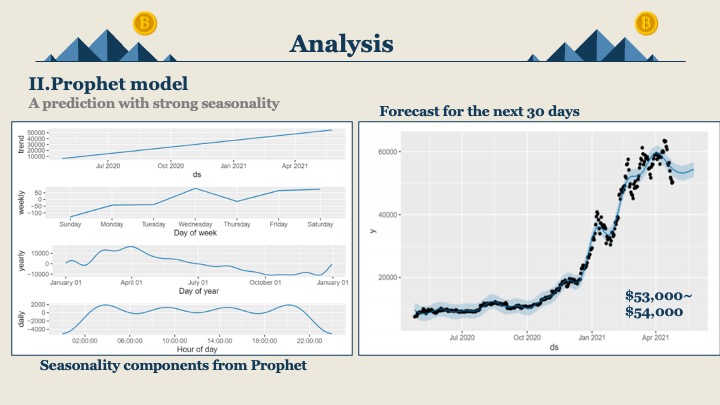 Analysis
II.Prophet model
A prediction with strong seasonality
Forecast for the next 30 days
trend
50000
40000
30000
20000
10000
Jul 2020 Oct 2020 Jan 2021 Apr 2021
ds
weekly
50
0
−50
−100
Sunday Monday Tuesday Wednesday Thursday Friday Saturday
Day of week
yearly
10000
0
−10000
January 01 April 01 July 01 October 01 January 01
Day of year
daily
2000
0
−2000
−4000
02:00:00 06:00:00 10:00:00 14:00:00 18:00:00 22:00:00
Hour of day
Seasonality components from Prophet
y
60000
40000
20000
$53,000~
$54,000
Jul 2020 Oct 2020 Jan 2021 Apr 2021
ds